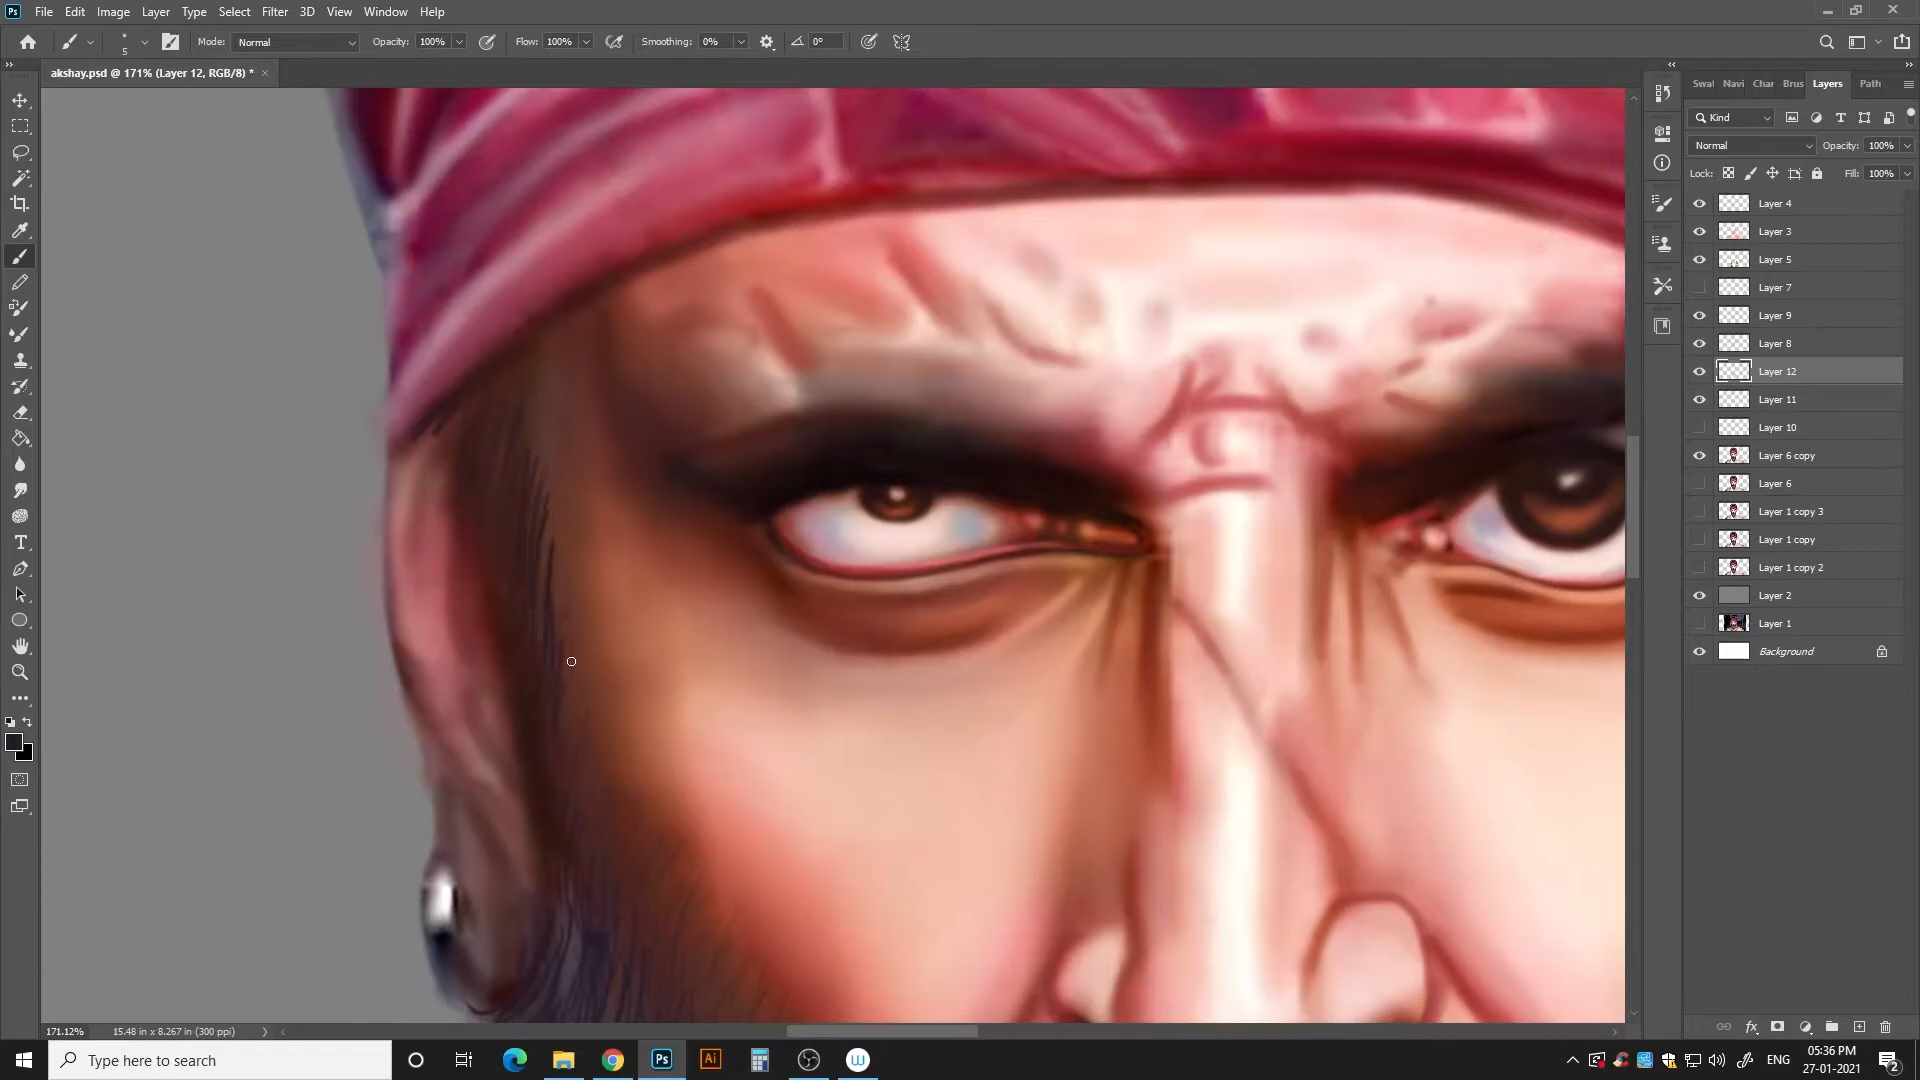 Ps File Edit Image Layer Type Select Filter 3D View Window Help
5 Mode: Normal Opacity: 100% Flow: 100% Smoothing: 0% 0°
akshay.psd @ 171% (Layer 12, RGB/8) *
Swat Navi Char Brus Layers Path
Kind
Normal Opacity: 100%
Lock: Fill: 100%
Layer 4
Layer 3
Layer 5
Layer 7
Layer 9
Layer 8
Layer 12
Layer 11
Layer 10
Layer 6 copy
Layer 6
Layer 1 copy 3
Layer 1 copy
Layer 1 copy 2
Layer 2
Layer 1
Background
171.12% 15.48 in x 8.267 in (300 ppi)
Type here to search
Ps Ai W
ENG
05:36 PM
27-01-2021
2